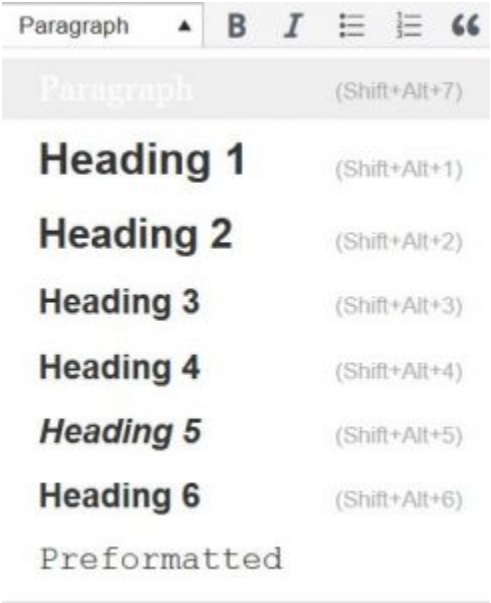 Paragraph B I “
Paragraph (Shift+Alt+7)
Heading 1 (Shift+Alt+1)
Heading 2 (Shift+Alt+2)
Heading 3 (Shift+Alt+3)
Heading 4 (Shift+Alt+4)
Heading 5 (Shift+Alt+5)
Heading 6 (Shift+Alt+6)
Preformatted